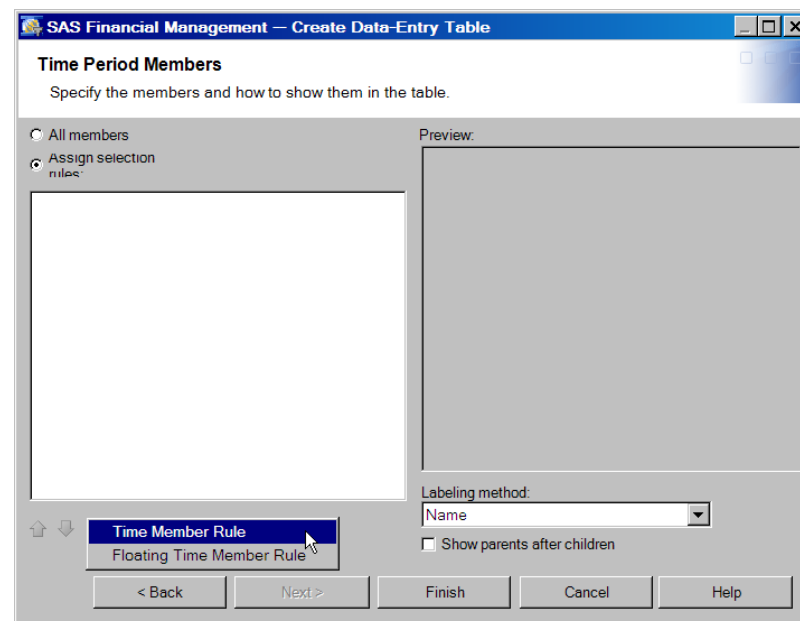 SAS Financial Management — Create Data-Entry Table
Time Period Members
Specify the members and how to show them in the table.
All members
Assign selection
rules:
Preview:
Labeling method:
Name
Show parents after children
Time Member Rule
Floating Time Member Rule
< Back
Next >
Finish
Cancel
Help